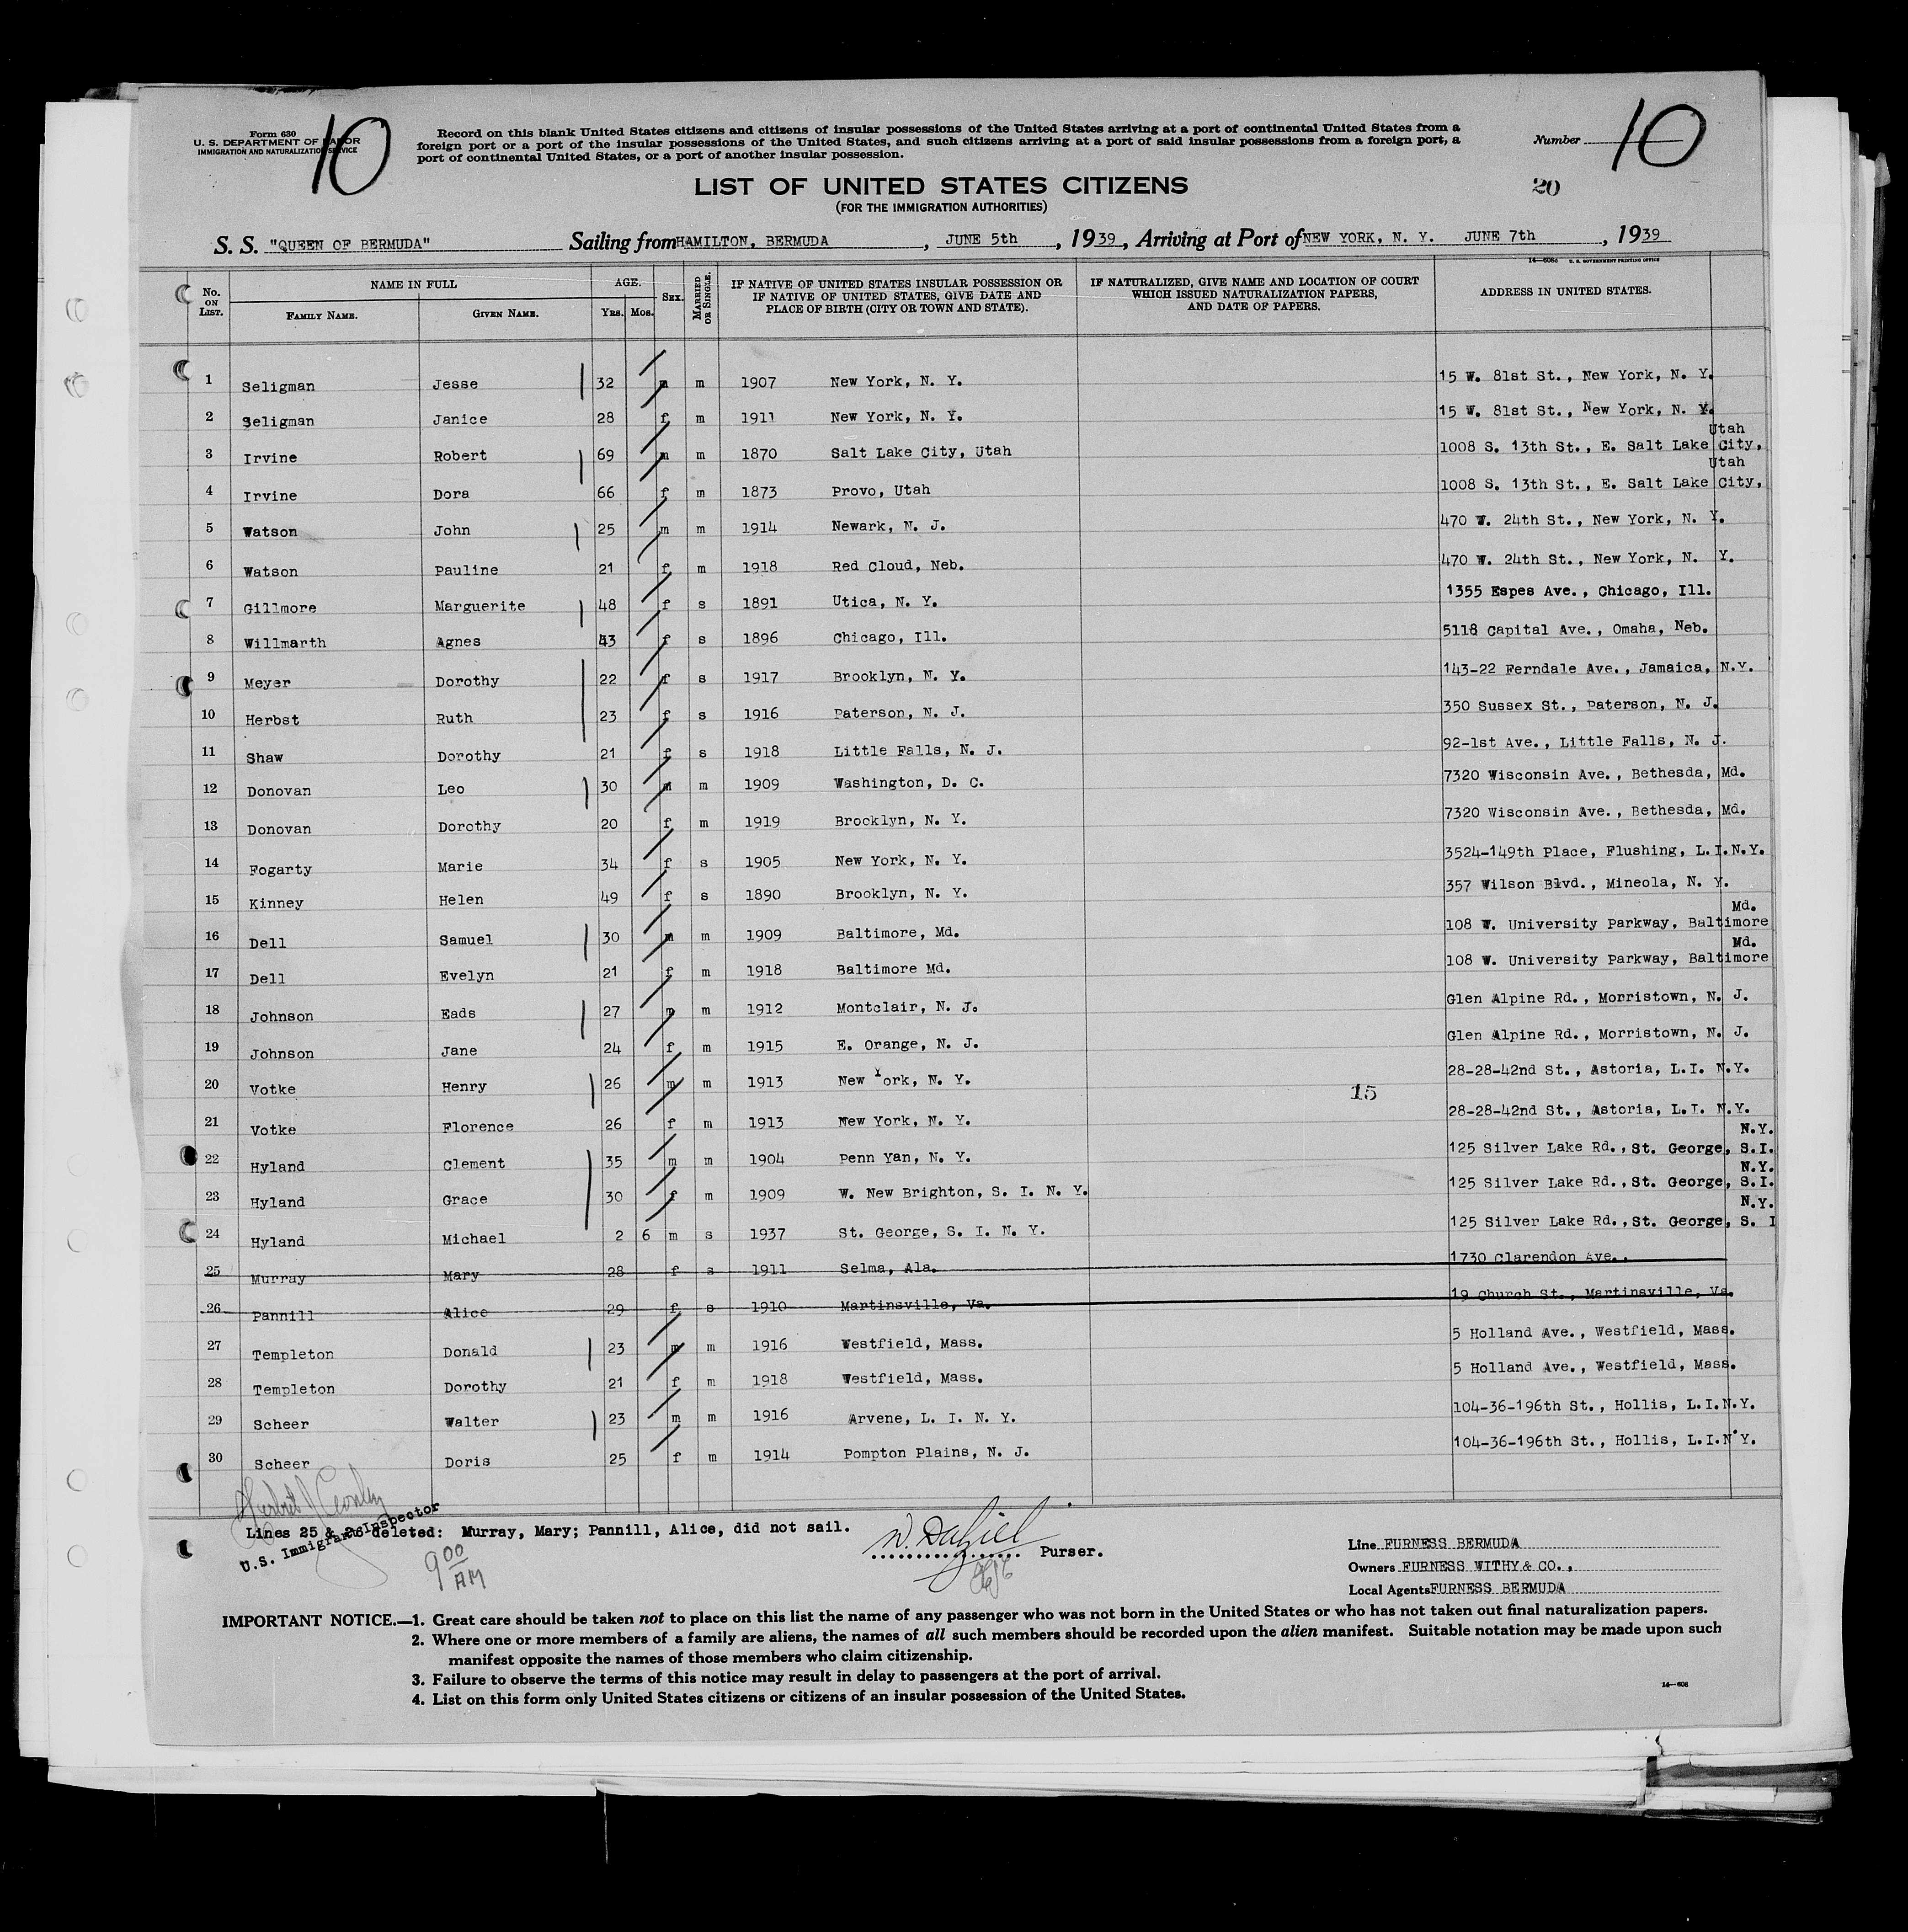 Form 630
U. S. DEPARTMENT OF LABOR
IMMIGRATION AND NATURALIZATION SERVICE
10
Record on this blank United States citizens and citizens of insular possessions of the United States arriving at a port of continental United States from a
foreign port or a port of the insular possessions of the United States, and such citizens arriving at a port of said insular possessions from a foreign port, a
port of continental United States, or a port of another insular possession.
Number 10
LIST OF UNITED STATES CITIZENS
(FOR THE IMMIGRATION AUTHORITIES)
20
S. S. "QUEEN OF BERMUDA" Sailing from HAMILTON, BERMUDA, JUNE 5th, 1939, Arriving at Port of NEW YORK, N. Y. JUNE 7th, 1939
U. S. GOVERNMENT PRINTING OFFICE
No. ON LIST. NAME IN FULL FAMILY NAME. GIVEN NAME. AGE. YRS. MOS. SEX. MARRIED OR SINGLE. IF NATIVE OF UNITED STATES INSULAR POSSESSION OR IF NATIVE OF UNITED STATES, GIVE DATE AND PLACE OF BIRTH (CITY OR TOWN AND STATE). IF NATURALIZED, GIVE NAME AND LOCATION OF COURT WHICH ISSUED NATURALIZATION PAPERS, AND DATE OF PAPERS. ADDRESS IN UNITED STATES.
1 Seligman Jesse 32 m m 1907 New York, N. Y. 15 W. 81st St., New York, N. Y.
2 Seligman Janice 28 f m 1911 New York, N. Y. 15 W. 81st St., New York, N. Y.
3 Irvine Robert 69 m m 1870 Salt Lake City, Utah 1008 S. 13th St., E. Salt Lake City, Utah
4 Irvine Dora 66 f m 1873 Provo, Utah 1008 S. 13th St., E. Salt Lake City, Utah
5 Watson John 25 m m 1914 Newark, N. J. 470 W. 24th St., New York, N. Y.
6 Watson Pauline 21 f m 1918 Red Cloud, Neb. 470 W. 24th St., New York, N. Y.
7 Gillmore Marguerite 48 f s 1891 Utica, N. Y. 1355 Espes Ave., Chicago, Ill.
8 Willmarth Agnes 43 f s 1896 Chicago, Ill. 5118 Capital Ave., Omaha, Neb.
9 Meyer Dorothy 22 f s 1917 Brooklyn, N. Y. 143-22 Ferndale Ave., Jamaica, N.Y.
10 Herbst Ruth 23 f s 1916 Paterson, N. J. 350 Sussex St., Paterson, N. J.
11 Shaw Dorothy 21 f s 1918 Little Falls, N. J. 92-1st Ave., Little Falls, N. J.
12 Donovan Leo 30 m m 1909 Washington, D. C. 7320 Wisconsin Ave., Bethesda, Md.
13 Donovan Dorothy 20 f m 1919 Brooklyn, N. Y. 7320 Wisconsin Ave., Bethesda, Md.
14 Fogarty Marie 34 f s 1905 New York, N. Y. 3524-149th Place, Flushing, L.I.N.Y.
15 Kinney Helen 49 f s 1890 Brooklyn, N. Y. 357 Wilson Blvd., Mineola, N. Y.
16 Dell Samuel 30 m m 1909 Baltimore, Md. 108 W. University Parkway, Baltimore Md.
17 Dell Evelyn 21 f m 1918 Baltimore Md. 108 W. University Parkway, Baltimore Md.
18 Johnson Eads 27 m m 1912 Montclair, N. J. Glen Alpine Rd., Morristown, N. J.
19 Johnson Jane 24 f m 1915 E. Orange, N. J. Glen Alpine Rd., Morristown, N. J.
20 Votke Henry 26 m m 1913 New York, N. Y. 28-28-42nd St., Astoria, L.I. N.Y.
15
21 Votke Florence 26 f m 1913 New York, N. Y. 28-28-42nd St., Astoria, L.I. N.Y.
22 Hyland Clement 35 m m 1904 Penn Yan, N. Y. 125 Silver Lake Rd., St. George, S.I. N.Y.
23 Hyland Grace 30 f m 1909 W. New Brighton, S. I. N. Y. 125 Silver Lake Rd., St. George, S.I. N.Y.
24 Hyland Michael 2 6 m s 1937 St. George, S. I. N. Y. 125 Silver Lake Rd., St. George, S. I N.Y.
25 Murray Mary 28 f s 1911 Selma, Ala. 1730 Clarendon Ave..
26 Pannill Alice 29 f s 1910 Martinsville, Va. 19 Church St., Martinsville, Va.
27 Templeton Donald 23 m m 1916 Westfield, Mass. 5 Holland Ave., Westfield, Mass.
28 Templeton Dorothy 21 f m 1918 Westfield, Mass. 5 Holland Ave., Westfield, Mass.
29 Scheer Walter 23 m m 1916 Arvene, L. I. N. Y. 104-36-196th St., Hollis, L.I.N.Y.
30 Scheer Doris 25 f m 1914 Pompton Plains, N. J. 104-36-196th St., Hollis, L.I.N.Y.
Lines 25 & 26 deleted: Murray, Mary; Pannill, Alice, did not sail.
U.S. Immigrant Inspector
9 00 AM
Purser.
Line FURNESS BERMUDA
Owners FURNESS WITHY & CO.,
Local Agents FURNESS BERMUDA
IMPORTANT NOTICE.—1. Great care should be taken not to place on this list the name of any passenger who was not born in the United States or who has not taken out final naturalization papers.
2. Where one or more members of a family are aliens, the names of all such members should be recorded upon the alien manifest. Suitable notation may be made upon such
manifest opposite the names of those members who claim citizenship.
3. Failure to observe the terms of this notice may result in delay to passengers at the port of arrival.
4. List on this form only United States citizens or citizens of an insular possession of the United States.